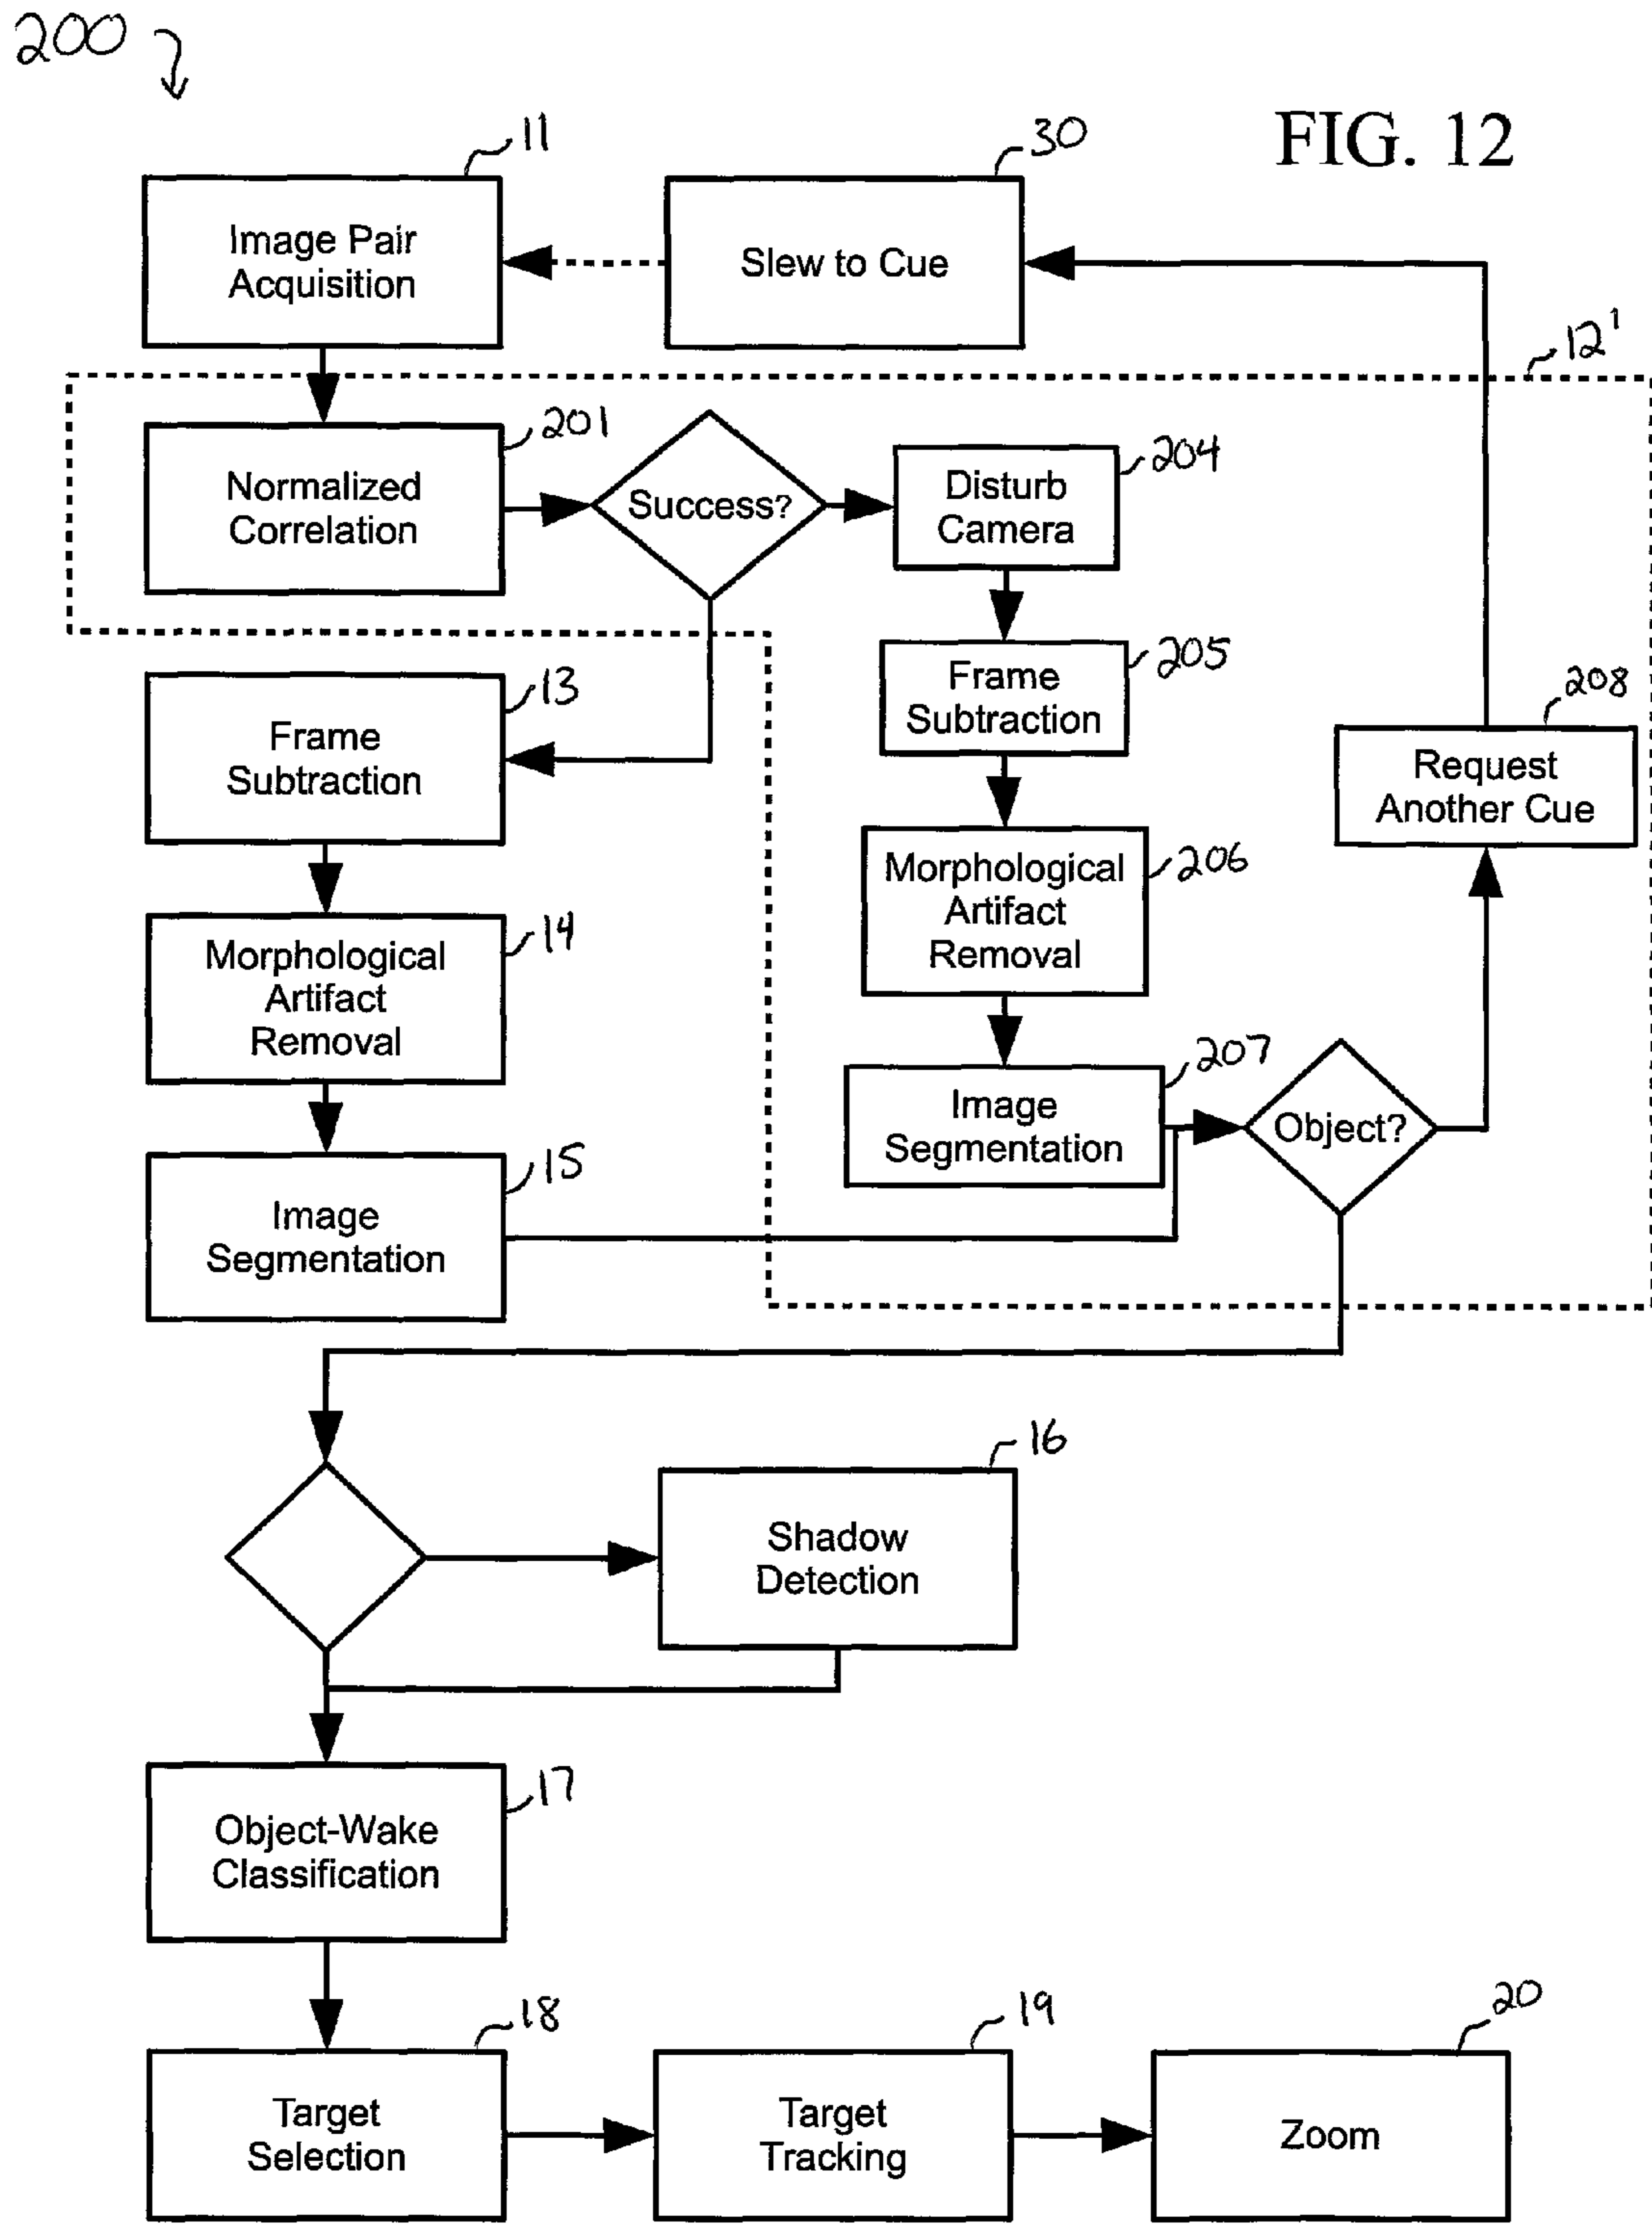 200
FIG. 12
11
30
Image Pair
Acquisition
Slew to Cue
12'
201
Normalized
Correlation
Success?
204
Disturb
Camera
205
Frame
Subtraction
13
Frame
Subtraction
208
Request
Another Cue
206
Morphological
Artifact
Removal
14
Morphological
Artifact
Removal
207
Image
Segmentation
Object?
15
Image
Segmentation
16
Shadow
Detection
17
Object-Wake
Classification
18
Target
Selection
19
Target
Tracking
20
Zoom